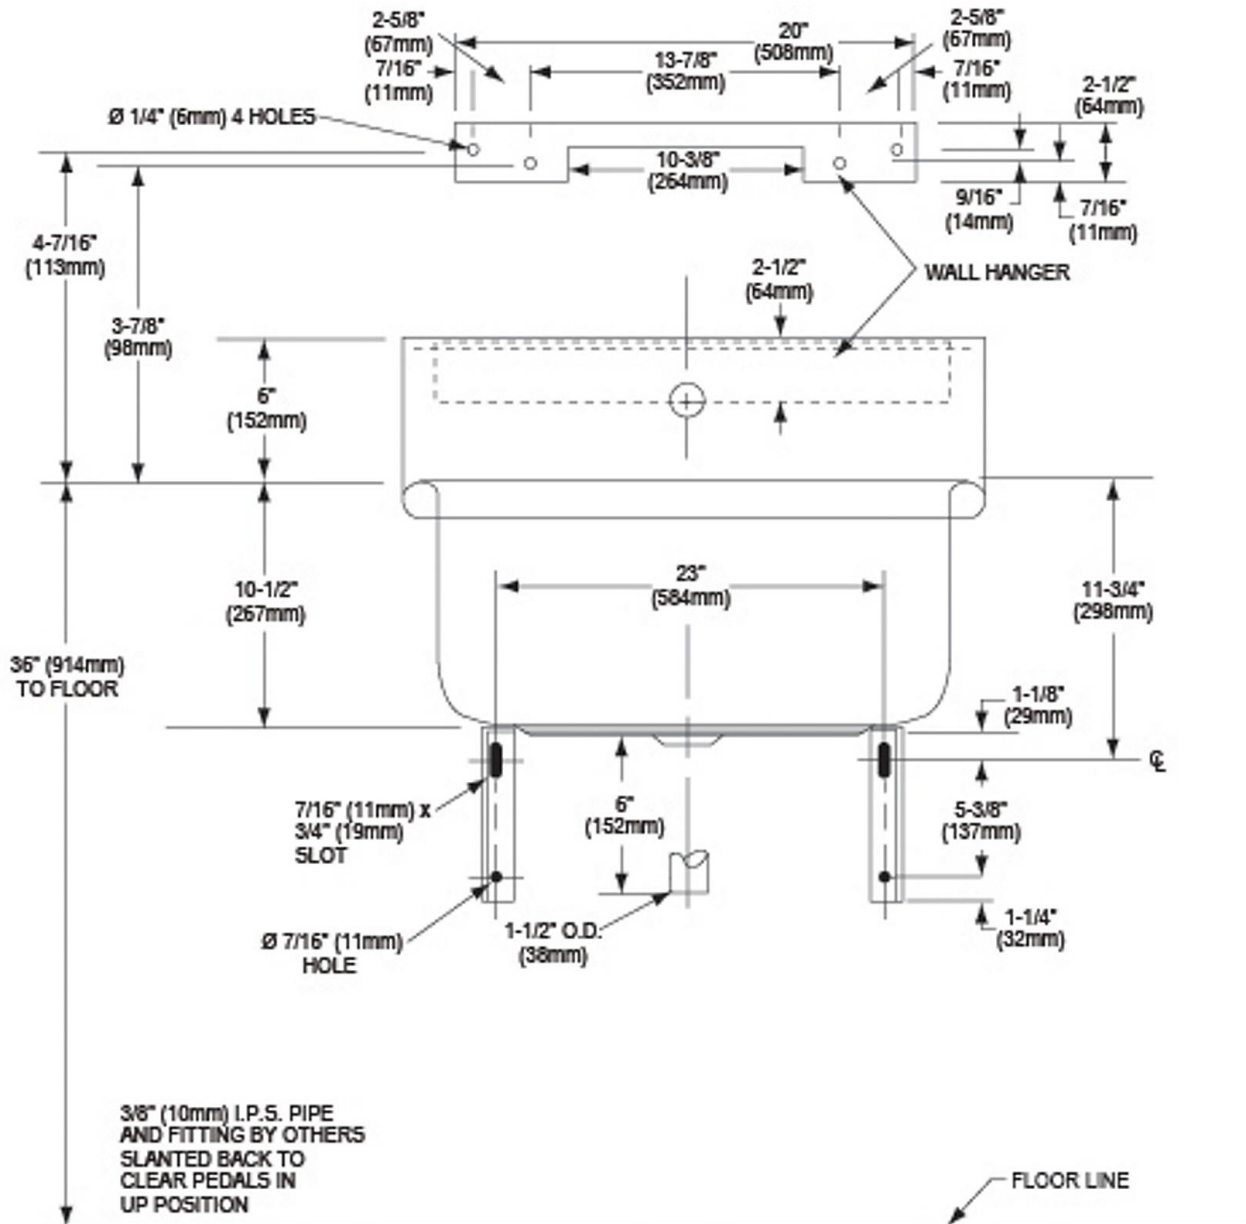 2-5/8"
(67mm)
20"
(508mm)
2-5/8"
(67mm)
7/16"
(11mm)
13-7/8"
(352mm)
7/16"
(11mm)
2-1/2"
(64mm)
Ø 1/4" (6mm) 4 HOLES
10-3/8"
(264mm)
9/16"
(14mm)
7/16"
(11mm)
4-7/16"
(113mm)
WALL HANGER
2-1/2"
(64mm)
3-7/8"
(98mm)
6"
(152mm)
23"
(584mm)
10-1/2"
(267mm)
11-3/4"
(298mm)
36" (914mm)
TO FLOOR
1-1/8"
(29mm)
℄
7/16" (11mm) x
3/4" (19mm)
SLOT
6"
(152mm)
5-3/8"
(137mm)
Ø 7/16" (11mm)
HOLE
1-1/2" O.D.
(38mm)
1-1/4"
(32mm)
3/8" (10mm) I.P.S. PIPE
AND FITTING BY OTHERS
SLANTED BACK TO
CLEAR PEDALS IN
UP POSITION
FLOOR LINE